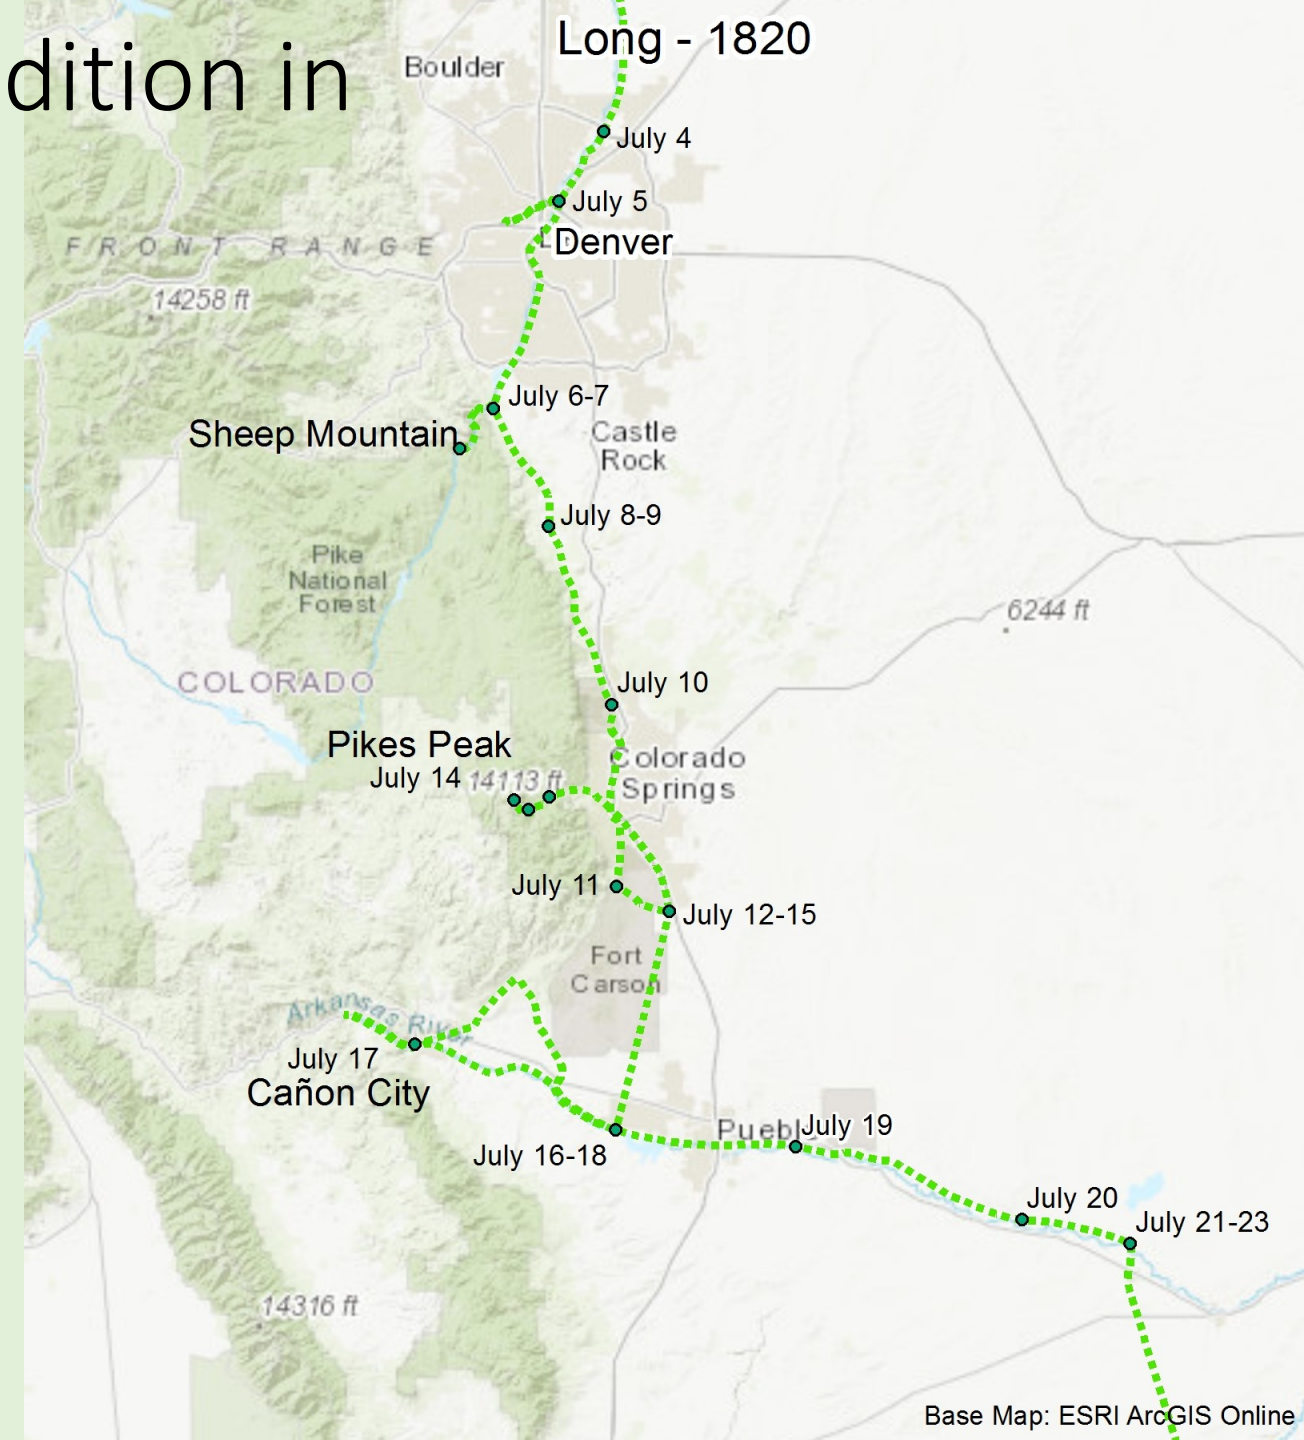 dition in
Long - 1820
Boulder
July 4
July 5
Denver
FRONT RANGE
14258 ft
July 6-7
Sheep Mountain
Castle
Rock
July 8-9
Pike
National
Forest
6244 ft
COLORADO
July 10
Pikes Peak
July 14
14113 ft
Colorado
Springs
July 11
July 12-15
Fort
Carson
Arkansas River
July 17
Cañon City
Pueblo
July 19
July 16-18
July 20
July 21-23
14316 ft
Base Map: ESRI ArcGIS Online